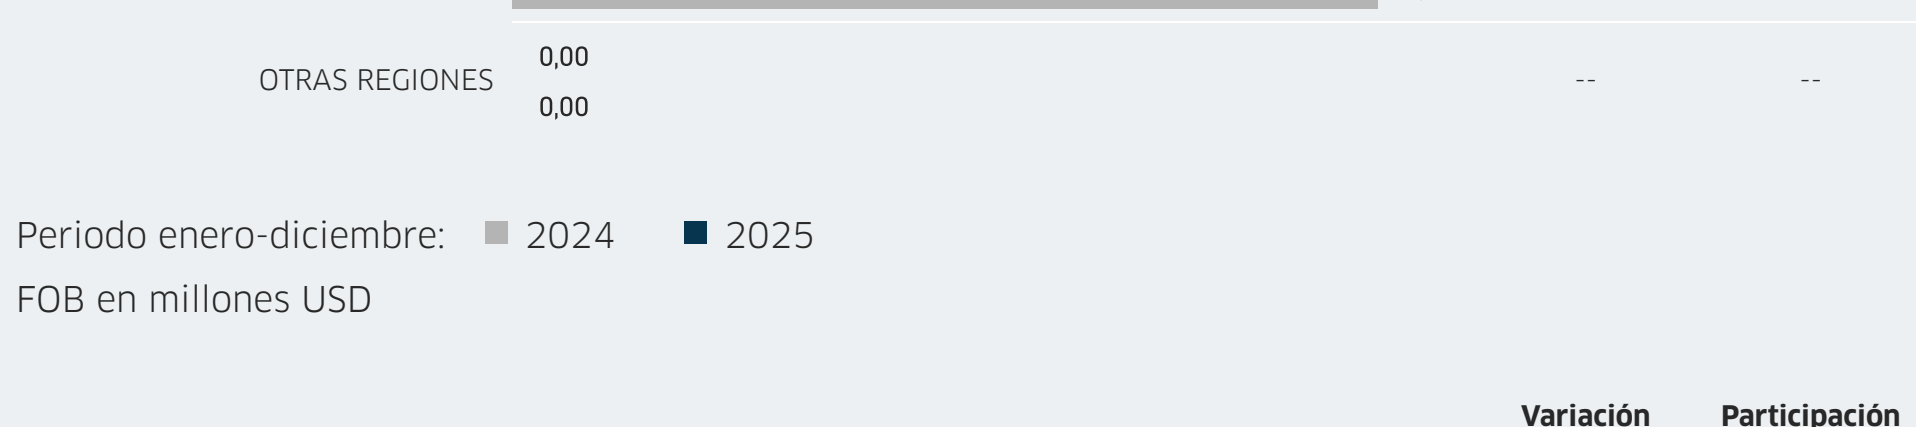 0,00
OTRAS REGIONES -- --
0,00
Periodo enero-diciembre: 2024 2025
FOB en millones USD
Variación Participación